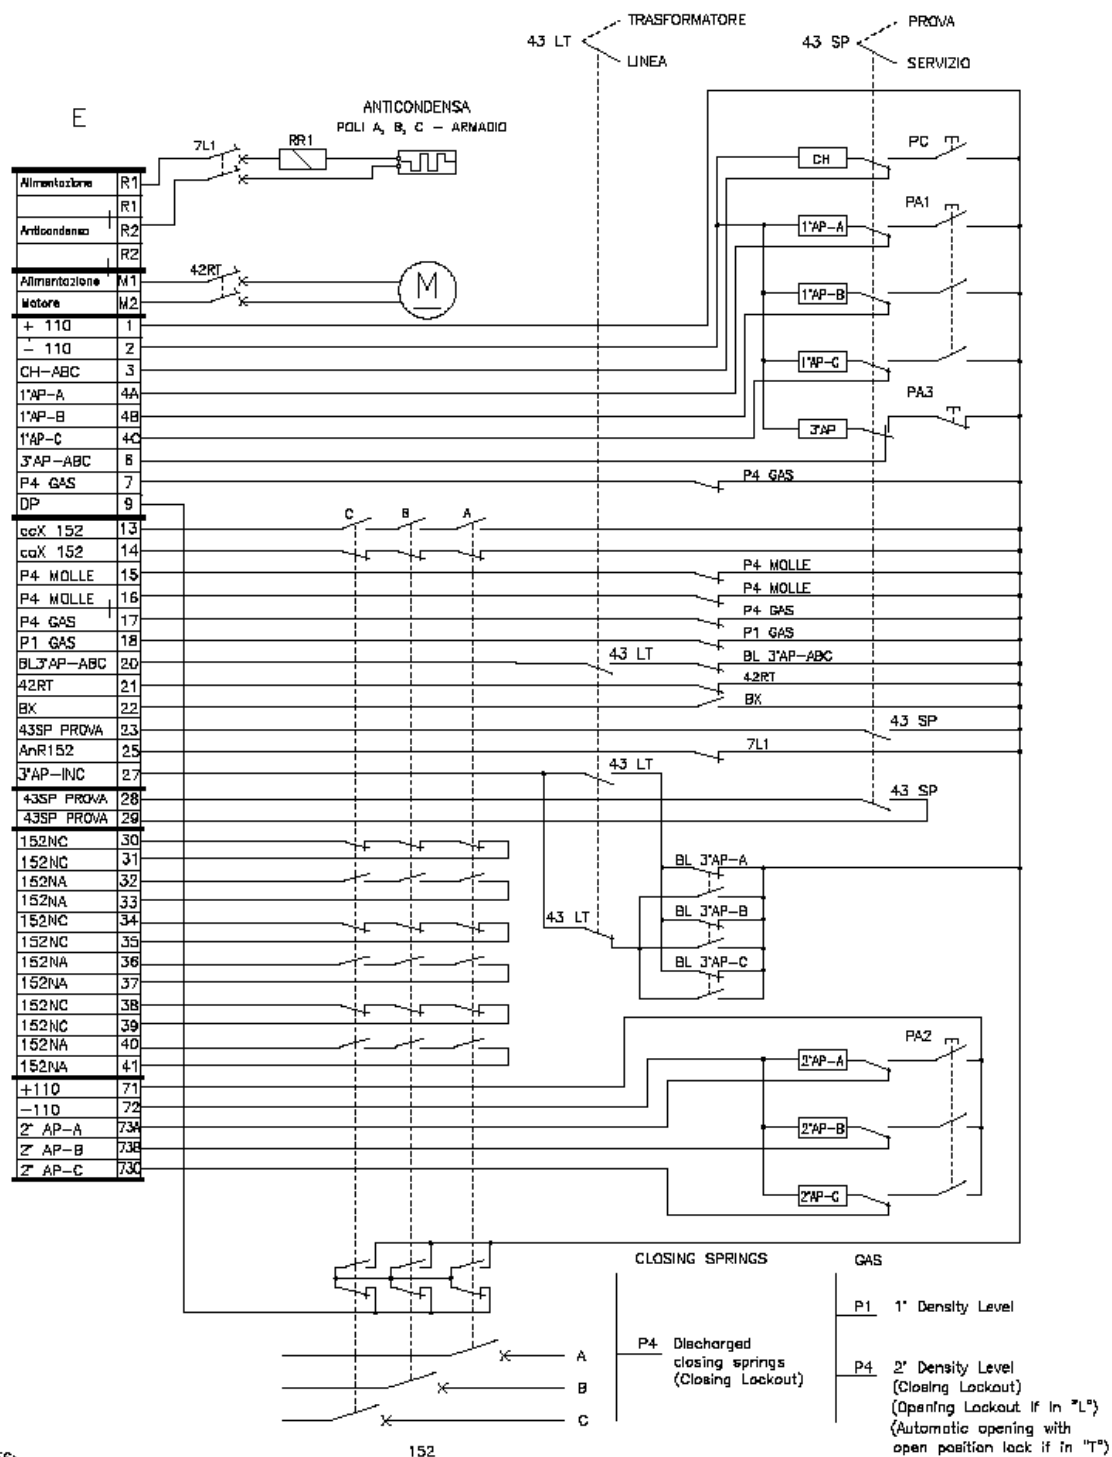 TRASFORMATORE
43 LT
LINEA
PROVA
43 SP
SERVIZIO
E
ANTICONDENSA
POLI A, B, C - ARMADIO
7L1
RR1
PC
CH
PA1
1°AP-A
1°AP-B
1°AP-C
PA3
3°AP
42RT
M
Alimentazione R1
R1
Anticondensa R2
R2
Alimentazione M1
Motore M2
+ 110 1
- 110 2
CH-ABC 3
1°AP-A 4A
1°AP-B 4B
1°AP-C 4C
3°AP-ABC 6
P4 GAS 7
P4 GAS
DP 9
C B A
ccX 152 13
caX 152 14
P4 MOLLE 15
P4 MOLLE
P4 MOLLE 16
P4 MOLLE
P4 GAS 17
P4 GAS
P1 GAS 18
P1 GAS
BL3°AP-ABC 20
43 LT
BL 3°AP-ABC
42RT 21
42RT
BX 22
BX
43SP PROVA 23
43 SP
AnR152 25
7L1
3°AP-INC 27
43 LT
43SP PROVA 28
43 SP
43SP PROVA 29
152NC 30
152NC 31
152NA 32
152NA 33
152NC 34
152NC 35
152NA 36
152NA 37
152NC 38
152NC 39
152NA 40
152NA 41
BL 3°AP-A
43 LT
BL 3°AP-B
BL 3°AP-C
+110 71
-110 72
2° AP-A 73A
2° AP-B 73B
2° AP-C 73C
PA2
2°AP-A
2°AP-B
2°AP-C
A
B
C
152
CLOSING SPRINGS
P4 Discharged
closing springs
(Closing Lockout)
GAS
P1 1° Density Level
P4 2° Density Level
(Closing Lockout)
(Opening Lockout if in "L")
(Automatic opening with
open position lock if in "T")